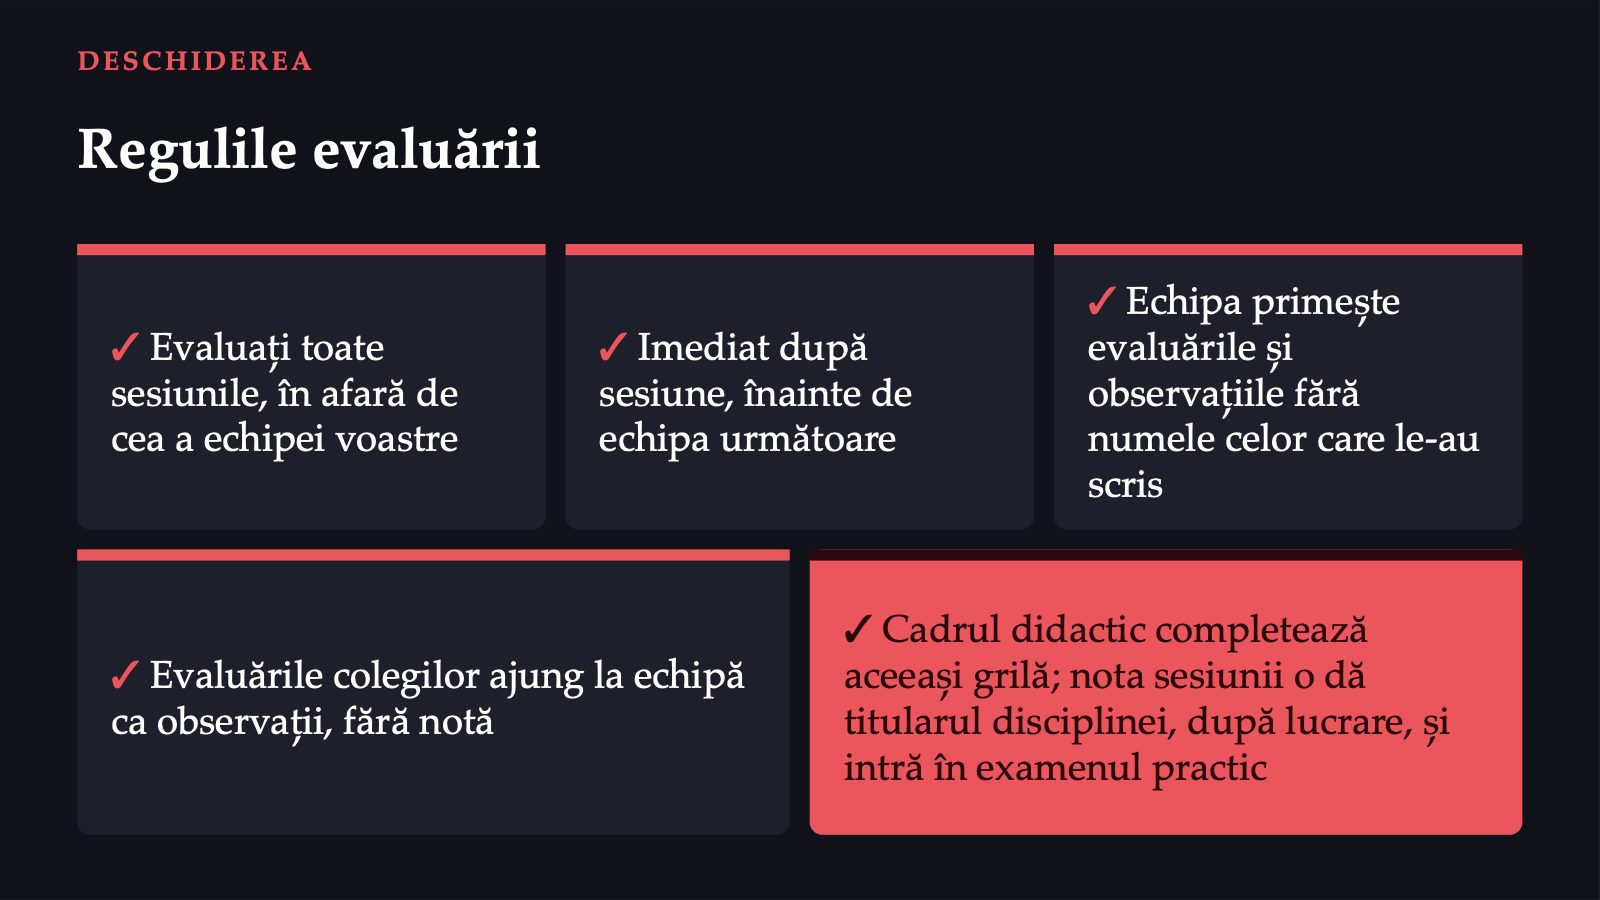 DESCHIDEREA
Regulile evaluării
✓ Evaluați toate
sesiunile, în afară de
cea a echipei voastre
✓ Imediat după
sesiune, înainte de
echipa următoare
✓ Echipa primește
evaluările și
observațiile fără
numele celor care le-au
scris
✓ Evaluările colegilor ajung la echipă
ca observații, fără notă
✓ Cadrul didactic completează
aceeași grilă; nota sesiunii o dă
titularul disciplinei, după lucrare, și
intră în examenul practic